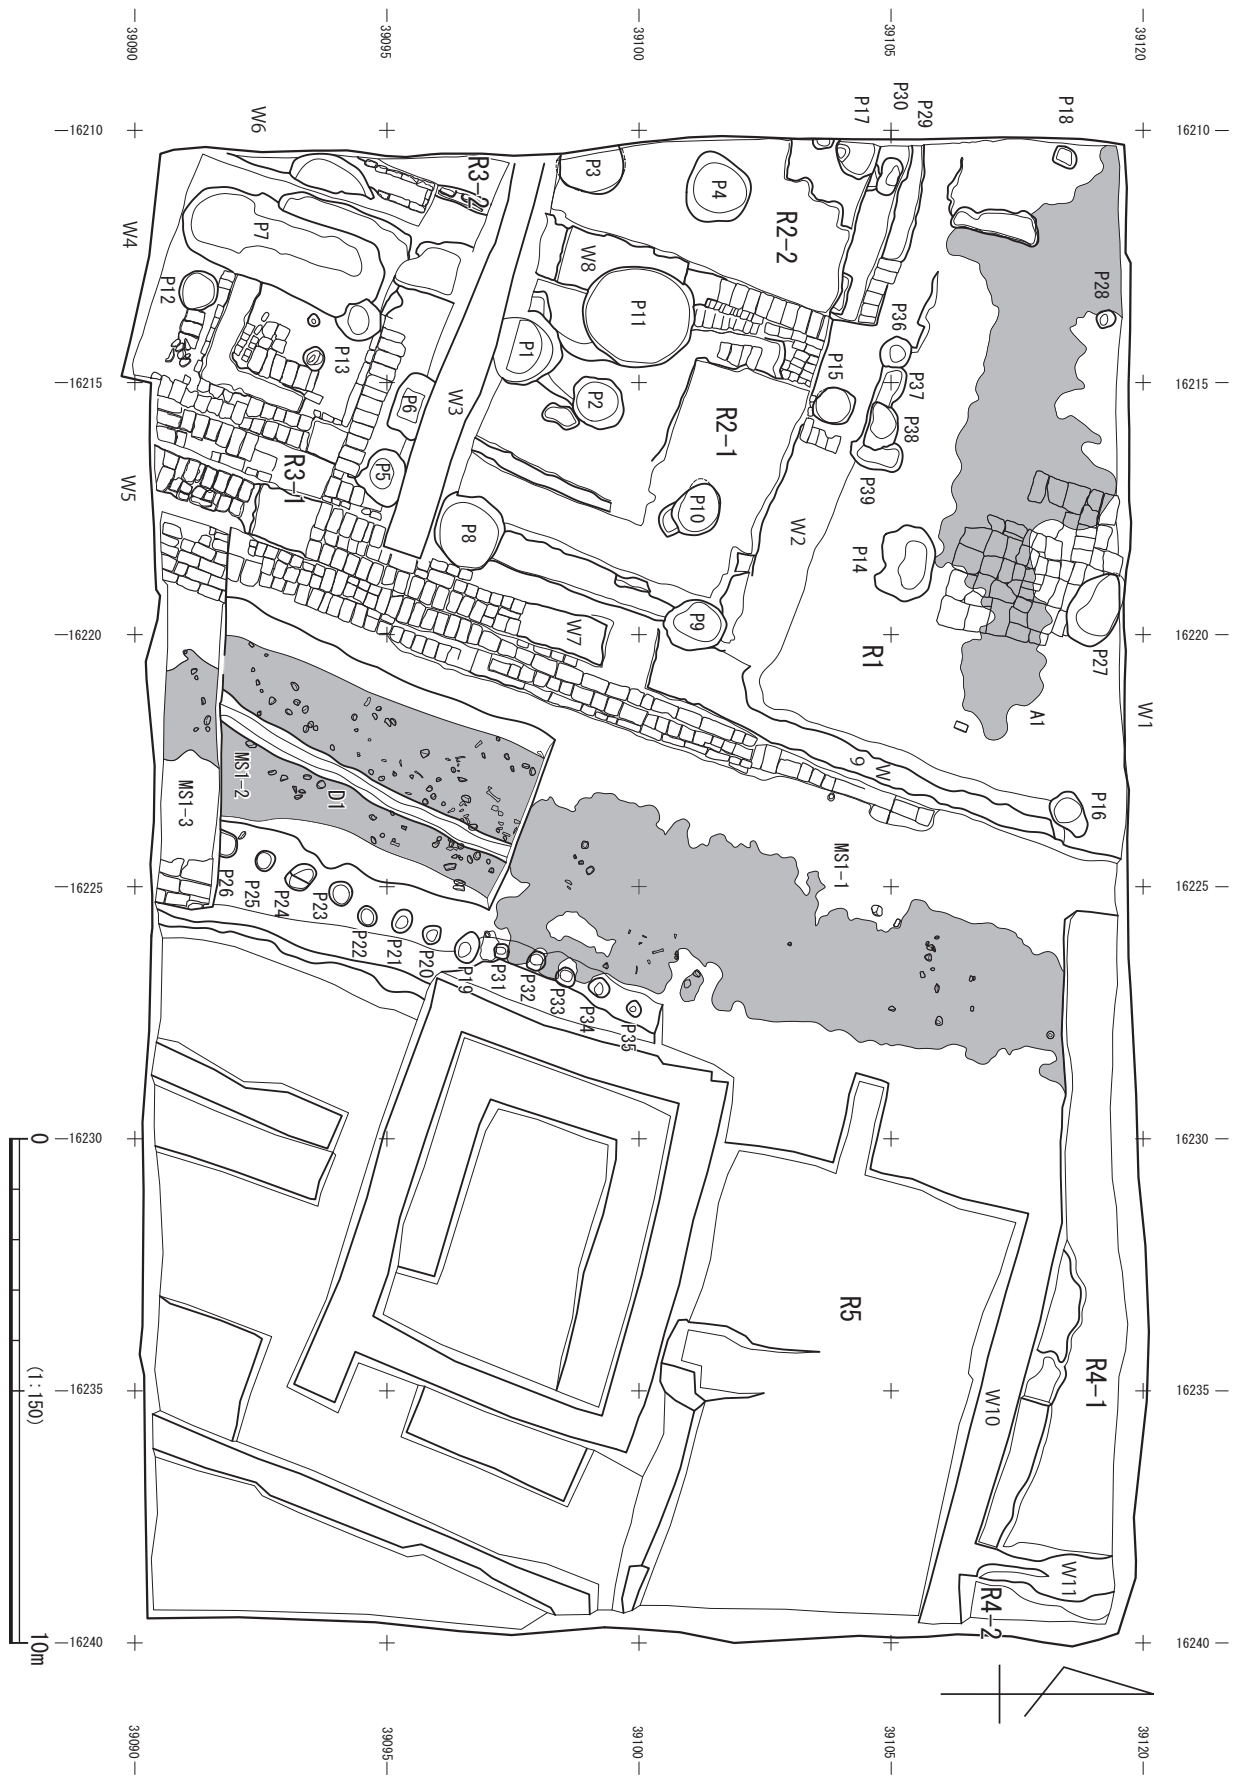 39090
39095
39100
39105
39120
P17
P30
P29
P18
—16210
16210—
W6
R3-2
P3
P4
R2-2
W4
P7
W8
P28
P12
P11
P36
P13
P1
P15
P37
—16215
16215—
P6
W3
P2
P38
R2-1
P5
R3-1
W5
P10
P39
P8
W2
P14
A1
P9
W7
R1
P27
—16220
16220—
W1
W9
P16
MS1-2
MS1-3
D1
MS1-1
—16225
16225—
P26
P25
P24
P23
P22
P21
P20
P19
P31
P32
P33
P34
P35
0
—16230
16230—
R5
R4-1
(1:150)
—16235
16235—
W10
W11
R4-2
10m
—16240
16240—
39090
39095
39100
39105
39120